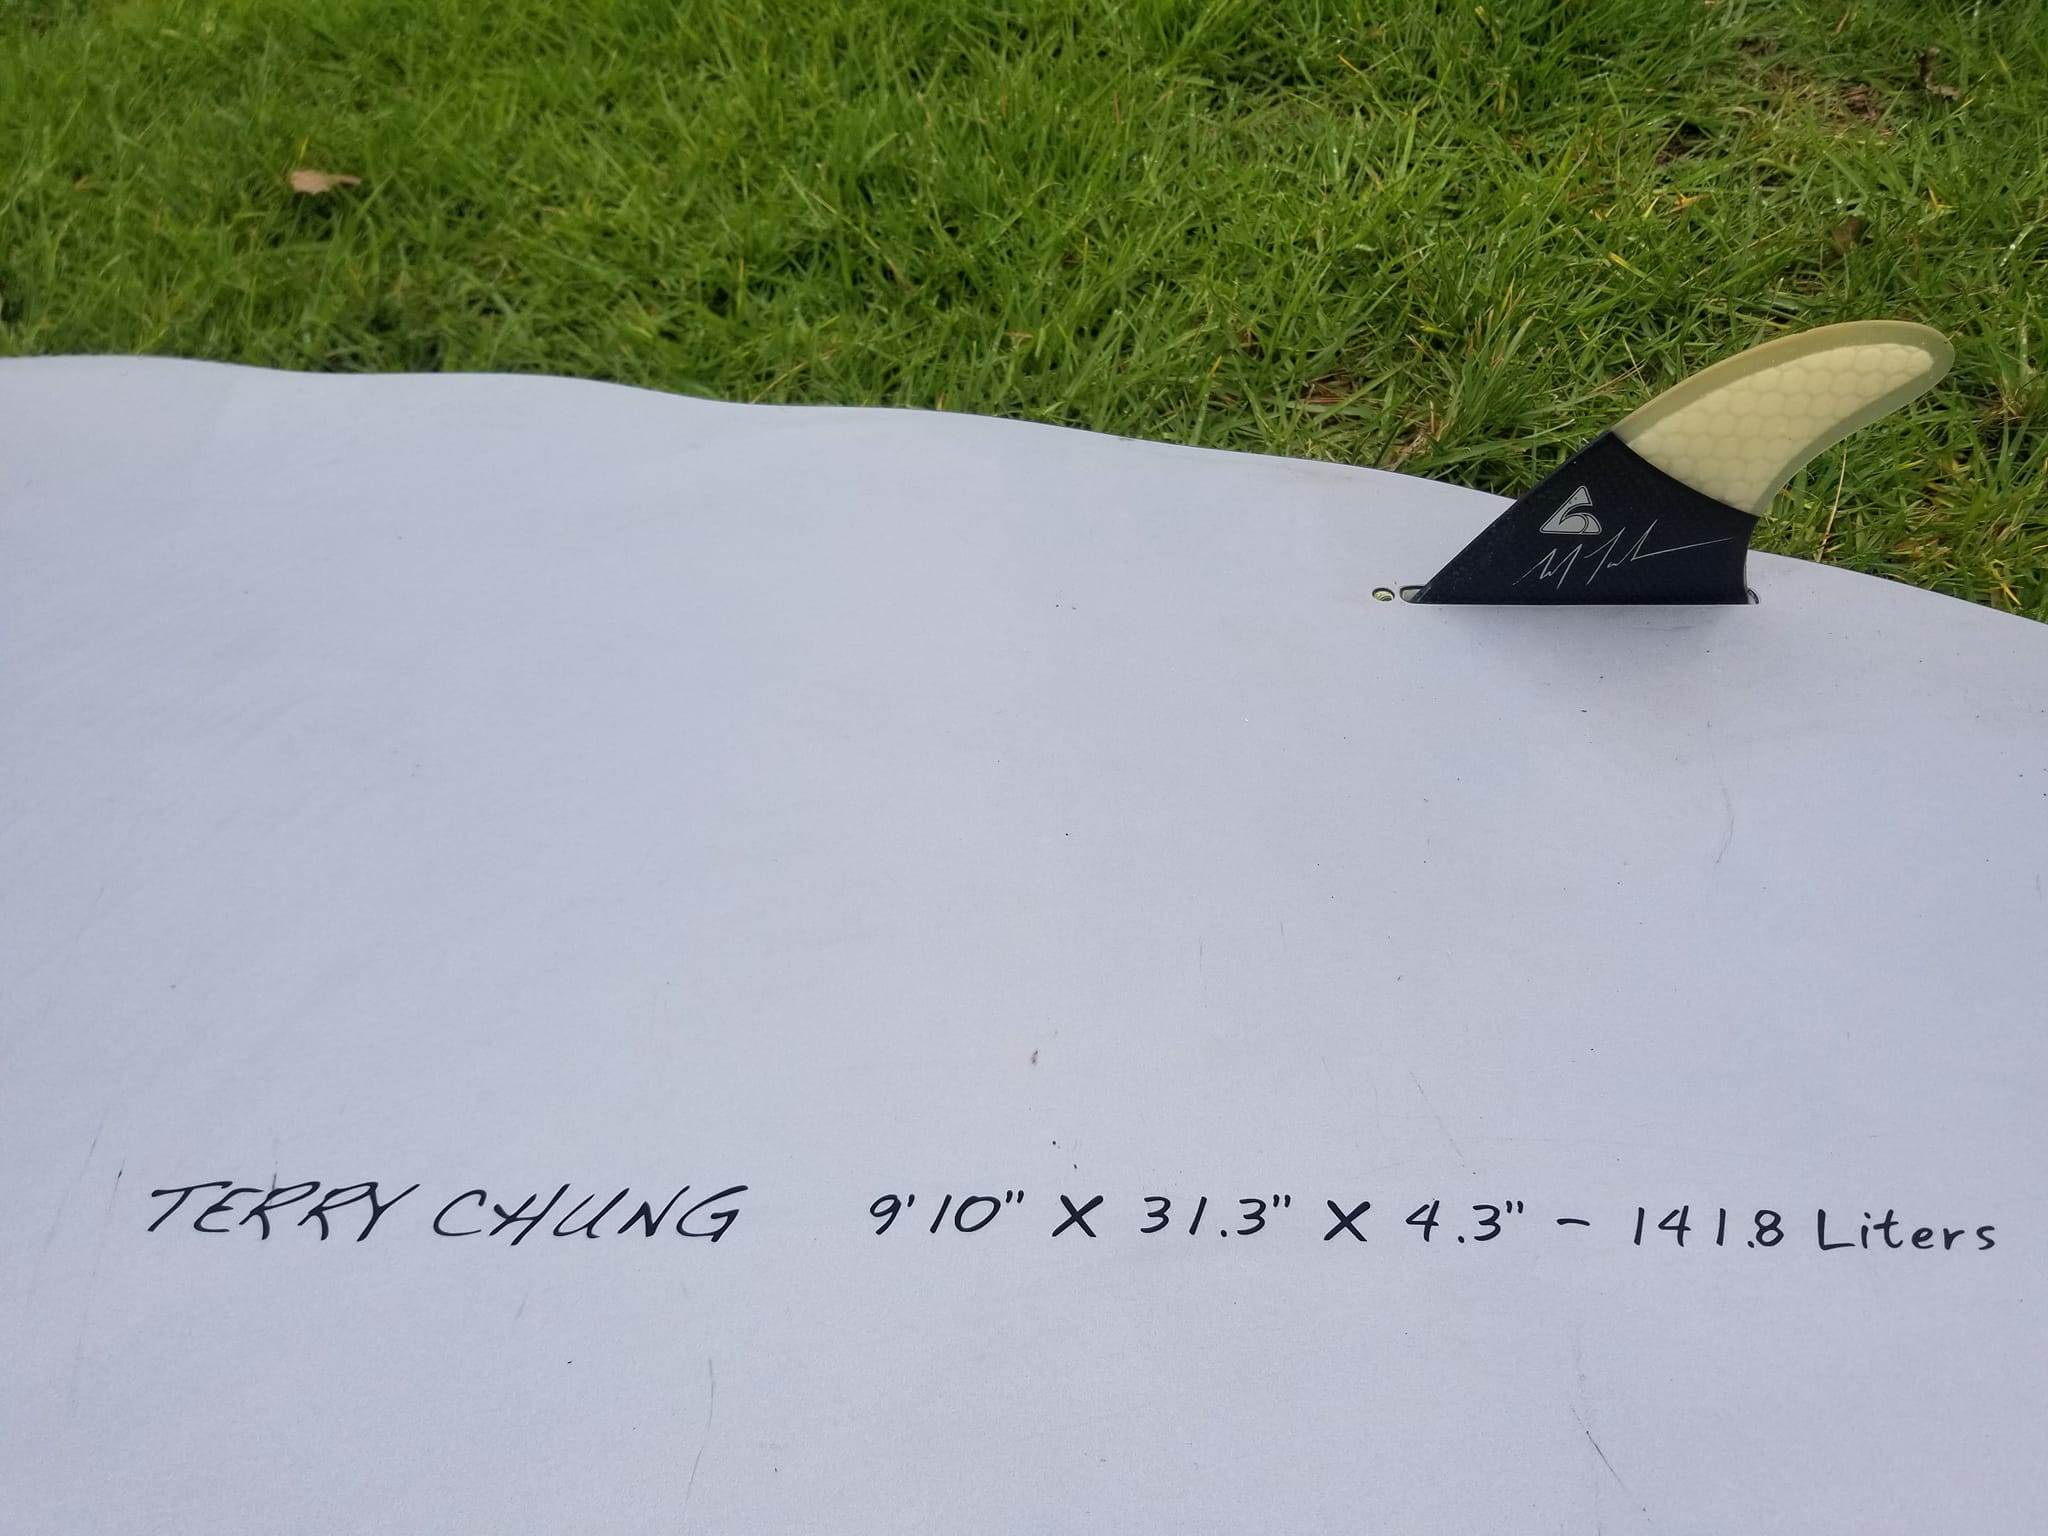 TERRY CHUNG 9'10" X 31.3" X 4.3" - 141.8 Liters